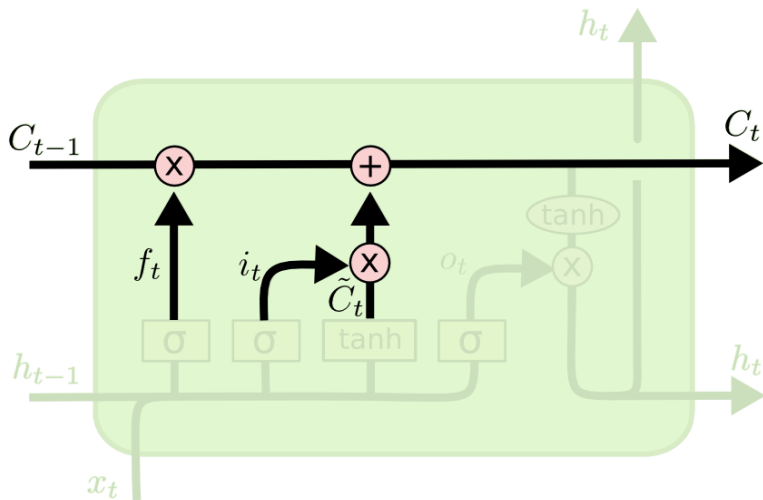 h_t
C_{t-1}
x
+
C_t
tanh
f_t
i_t
x
o_t
x
C̃_t
σ
σ
tanh
σ
h_{t-1}
h_t
x_t